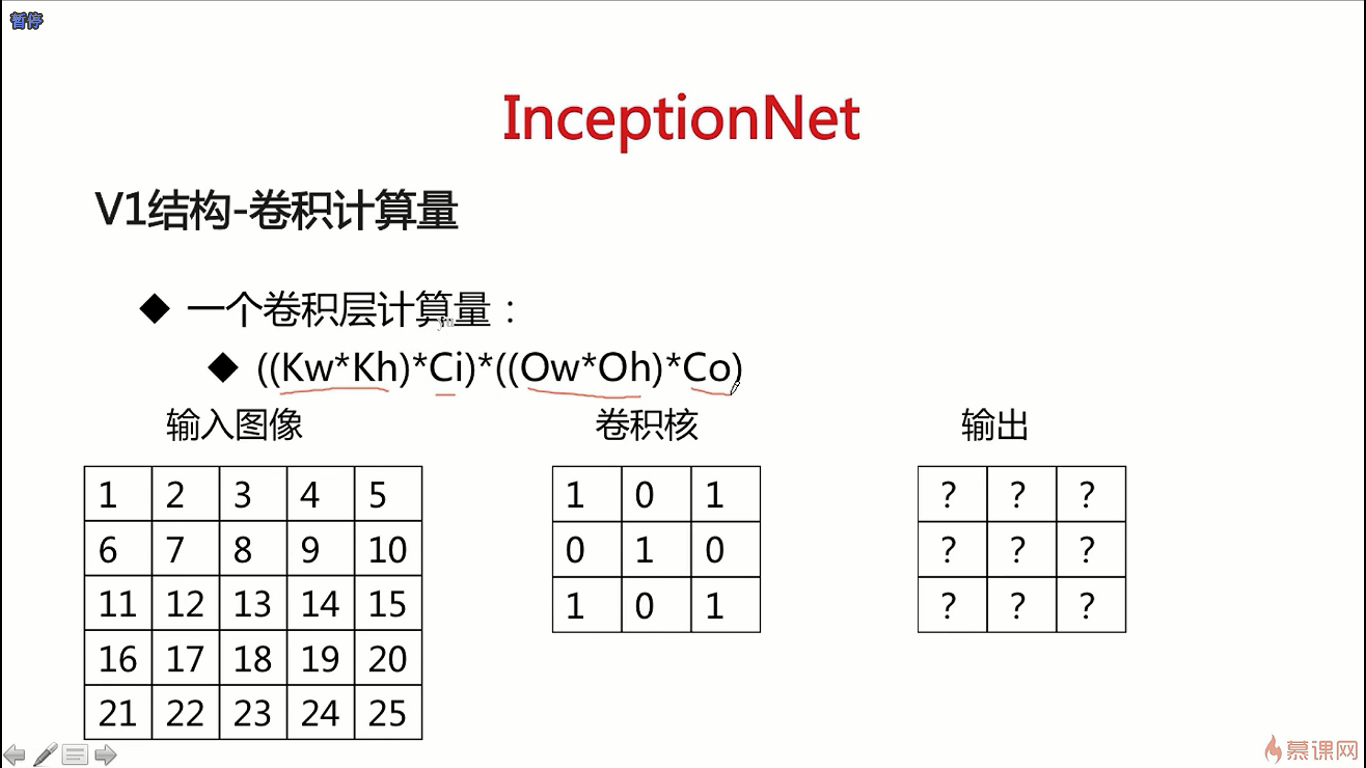 暂停
InceptionNet
V1结构-卷积计算量
◆ 一个卷积层计算量：
◆ ((Kw*Kh)*Ci)*((Ow*Oh)*Co)
输入图像 卷积核 输出
1 2 3 4 5 1 0 1 ? ? ?
6 7 8 9 10 0 1 0 ? ? ?
11 12 13 14 15 1 0 1 ? ? ?
16 17 18 19 20
21 22 23 24 25
慕课网